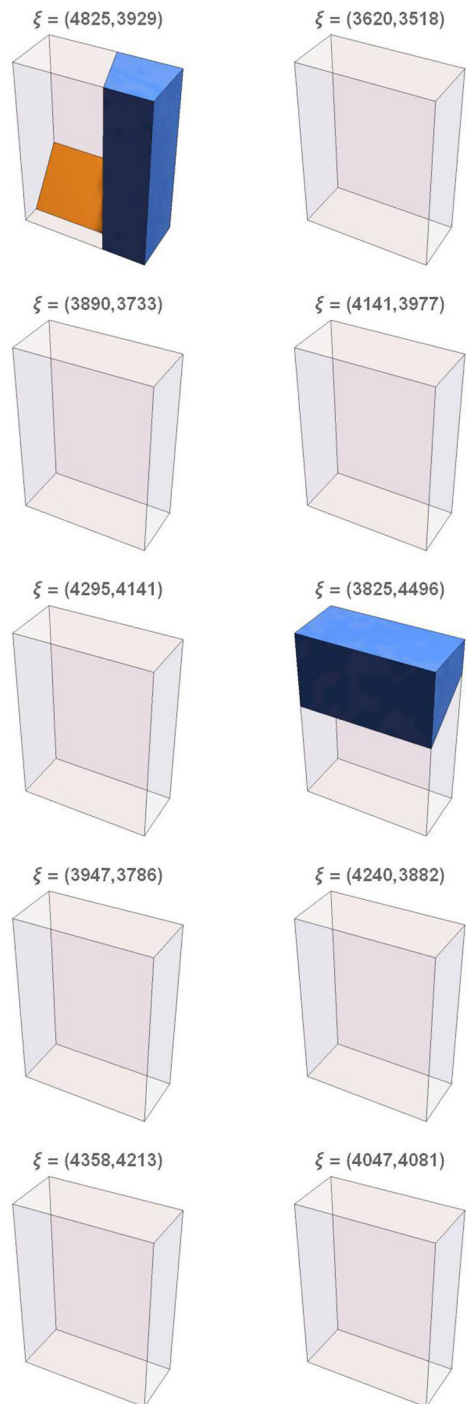 ξ = (4825,3929)
ξ = (3620,3518)
ξ = (3890,3733)
ξ = (4141,3977)
ξ = (4295,4141)
ξ = (3825,4496)
ξ = (3947,3786)
ξ = (4240,3882)
ξ = (4358,4213)
ξ = (4047,4081)